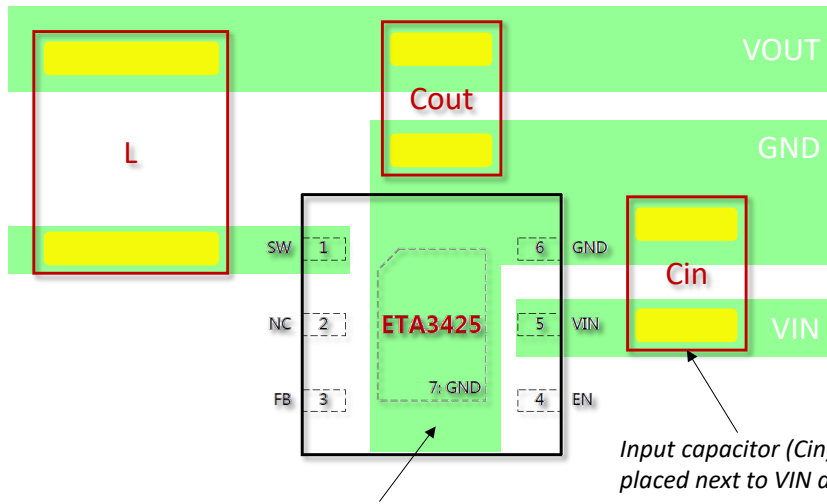 VOUT
Cout
L
GND
SW 1 6 GND
Cin
NC 2 ETA3425 5 VIN VIN
7: GND
FB 3 4 EN
Input capacitor (Cin)
placed next to VIN